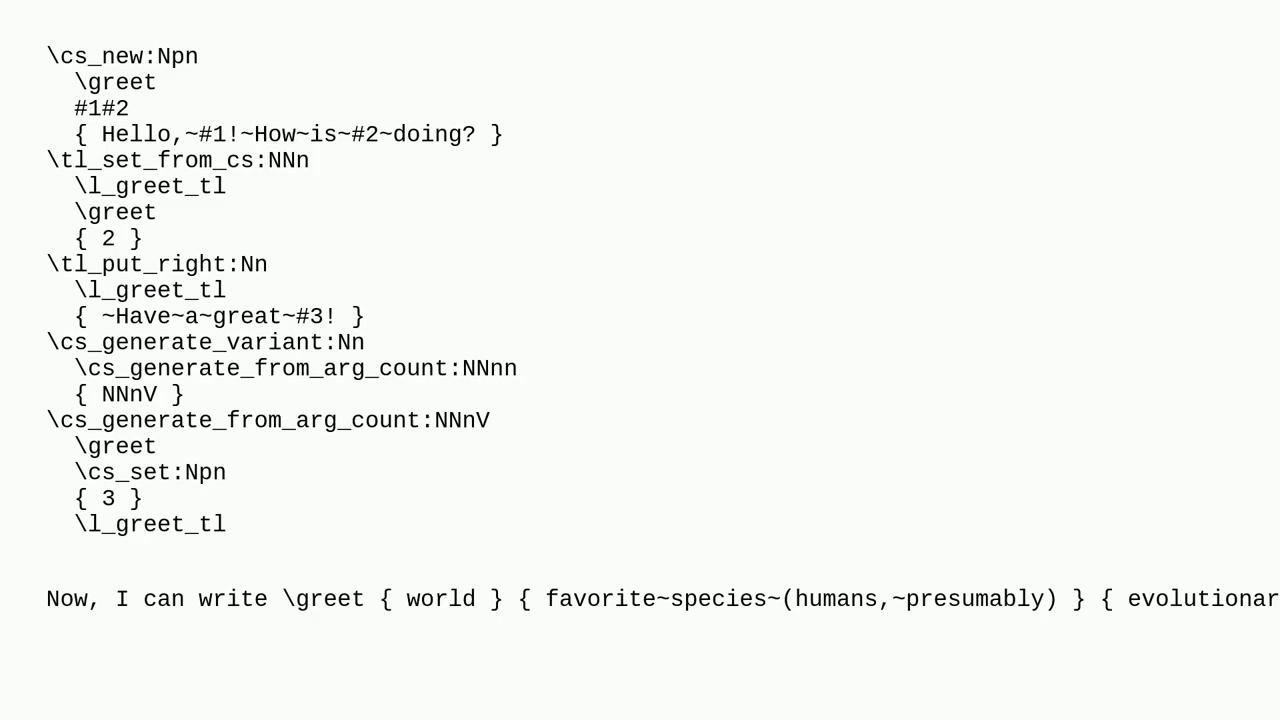 \cs_new:Npn
  \greet
  #1#2
  { Hello,~#1!~How~is~#2~doing? }
\tl_set_from_cs:NNn
  \l_greet_tl
  \greet
  { 2 }
\tl_put_right:Nn
  \l_greet_tl
  { ~Have~a~great~#3! }
\cs_generate_variant:Nn
  \cs_generate_from_arg_count:NNnn
  { NNnV }
\cs_generate_from_arg_count:NNnV
  \greet
  \cs_set:Npn
  { 3 }
  \l_greet_tl
Now, I can write \greet { world } { favorite~species~(humans,~presumably) } { evolutionar